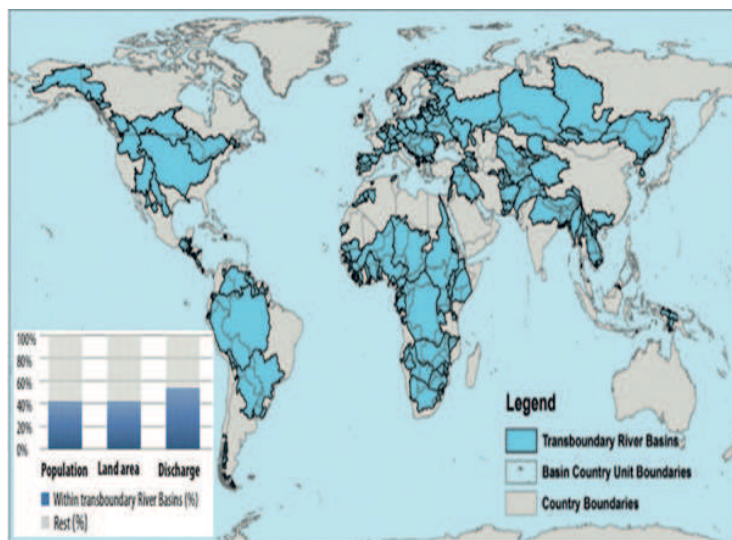 100%
80%
60%
40%
20%
0%
Population Land area Discharge
Within transboundary River Basins (%)
Rest (%)
Legend
Transboundary River Basins
Basin Country Unit Boundaries
Country Boundaries